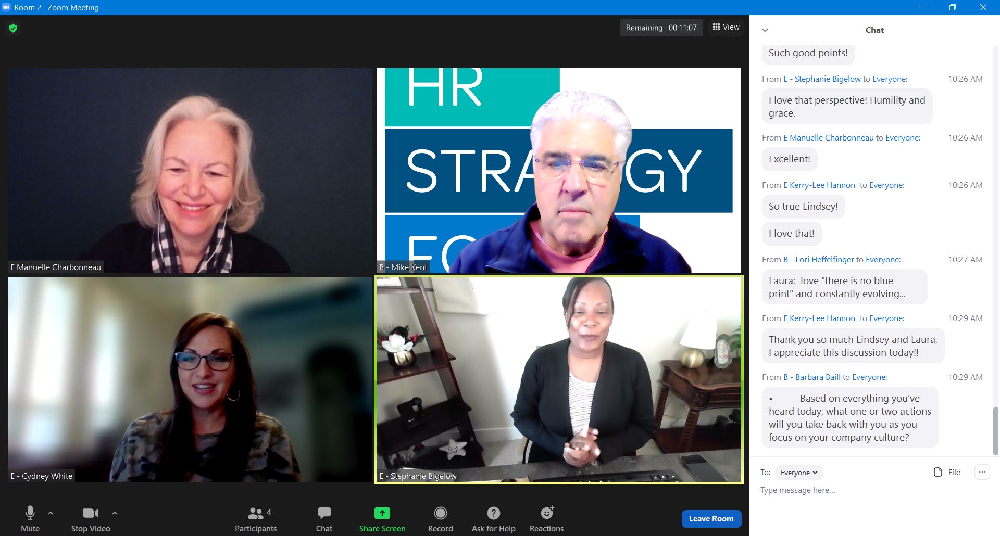 Room 2 Zoom Meeting
Remaining : 00:11:07
View
HR
STRA GY
FO
E Manuelle Charbonneau
B - Mike Kent
E - Cydney White
E - Stephanie Bigelow
Mute
Stop Video
4
Participants
Chat
Share Screen
Record
Ask for Help
Reactions
Leave Room
Chat
Such good points!
From E - Stephanie Bigelow to Everyone: 10:26 AM
I love that perspective! Humility and
grace.
From E Manuelle Charbonneau to Everyone: 10:26 AM
Excellent!
From E Kerry-Lee Hannon to Everyone: 10:26 AM
So true Lindsey!
I love that!
From B - Lori Heffelfinger to Everyone: 10:27 AM
Laura: love "there is no blue
print" and constantly evolving...
From E Kerry-Lee Hannon to Everyone: 10:29 AM
Thank you so much Lindsey and Laura,
I appreciate this discussion today!!
From B - Barbara Baill to Everyone: 10:29 AM
• Based on everything you’ve
heard today, what one or two actions
will you take back with you as you
focus on your company culture?
To: Everyone File ...
Type message here...